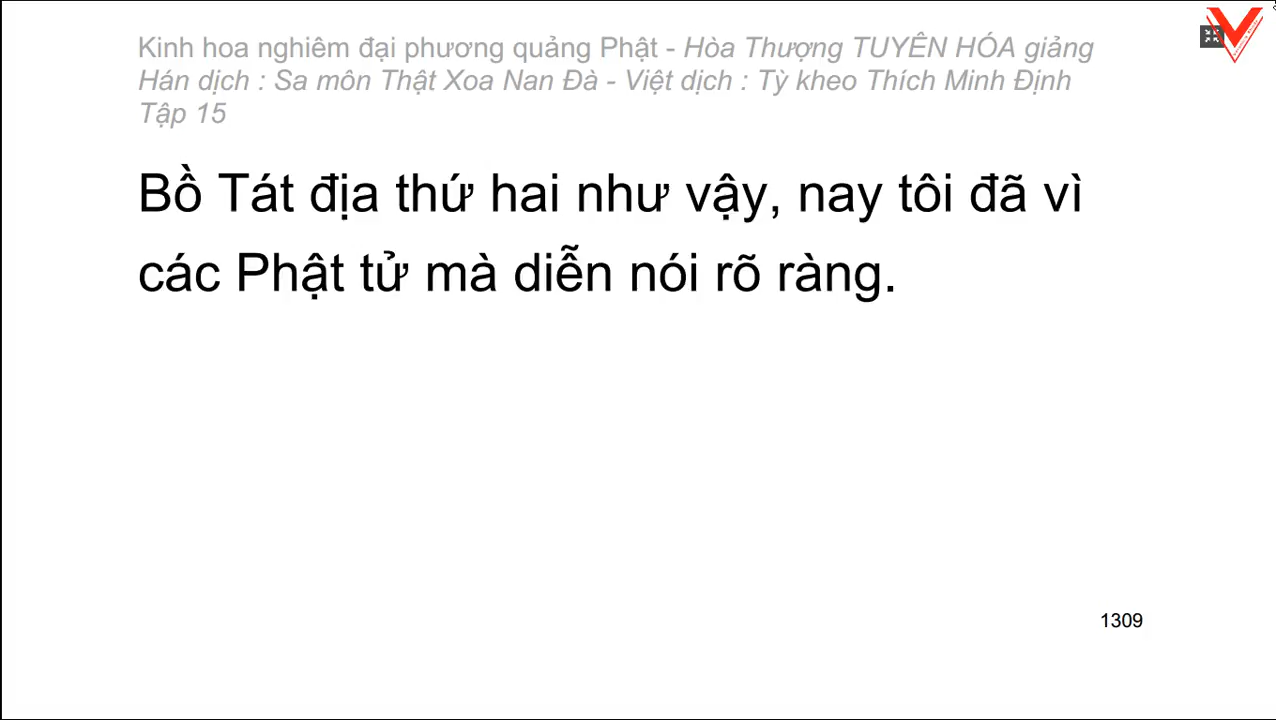 Kinh hoa nghiêm đại phương quảng Phật - Hòa Thượng TUYÊN HÓA giảng
Hán dịch : Sa môn Thật Xoa Nan Đà - Việt dịch : Tỳ kheo Thích Minh Định
Tập 15
Bồ Tát địa thứ hai như vậy, nay tôi đã vì
các Phật tử mà diễn nói rõ ràng.
1309